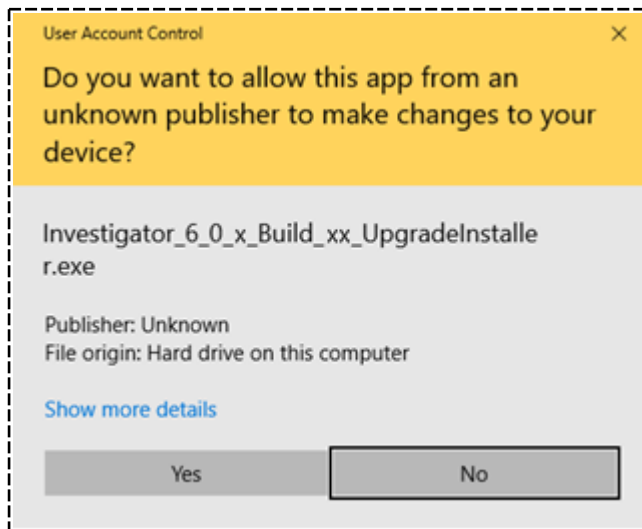 User Account Control
Do you want to allow this app from an
unknown publisher to make changes to your
device?
Investigator_6_0_x_Build_xx_UpgradeInstalle
r.exe
Publisher: Unknown
File origin: Hard drive on this computer
Show more details
Yes
No